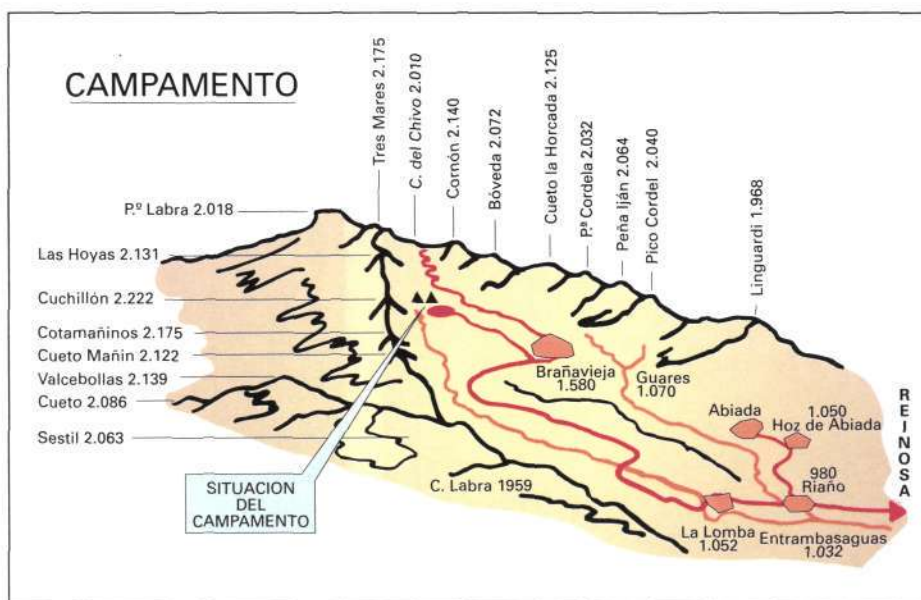 CAMPAMENTO
Tres Mares 2.175
C. del Chivo 2.010
Cornón 2.140
Bóveda 2.072
Cueto la Horcada 2.125
P.ª Cordela 2.032
Peña Iján 2.064
Pico Cordel 2.040
Linguardi 1.968
P.º Labra 2.018
Las Hoyas 2.131
Cuchillón 2.222
Cotamañinos 2.175
Cueto Mañin 2.122
Valcebollas 2.139
Cueto 2.086
Sestil 2.063
SITUACION
DEL
CAMPAMENTO
C. Labra 1959
Brañavieja
1.580
Guares
1.070
Abiada
1.050
Hoz de Abiada
980
Riaño
La Lomba
1.052
Entrambasaguas
1.032
REINOSA